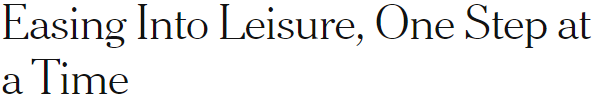 Easing Into Leisure, One Step at
a Time